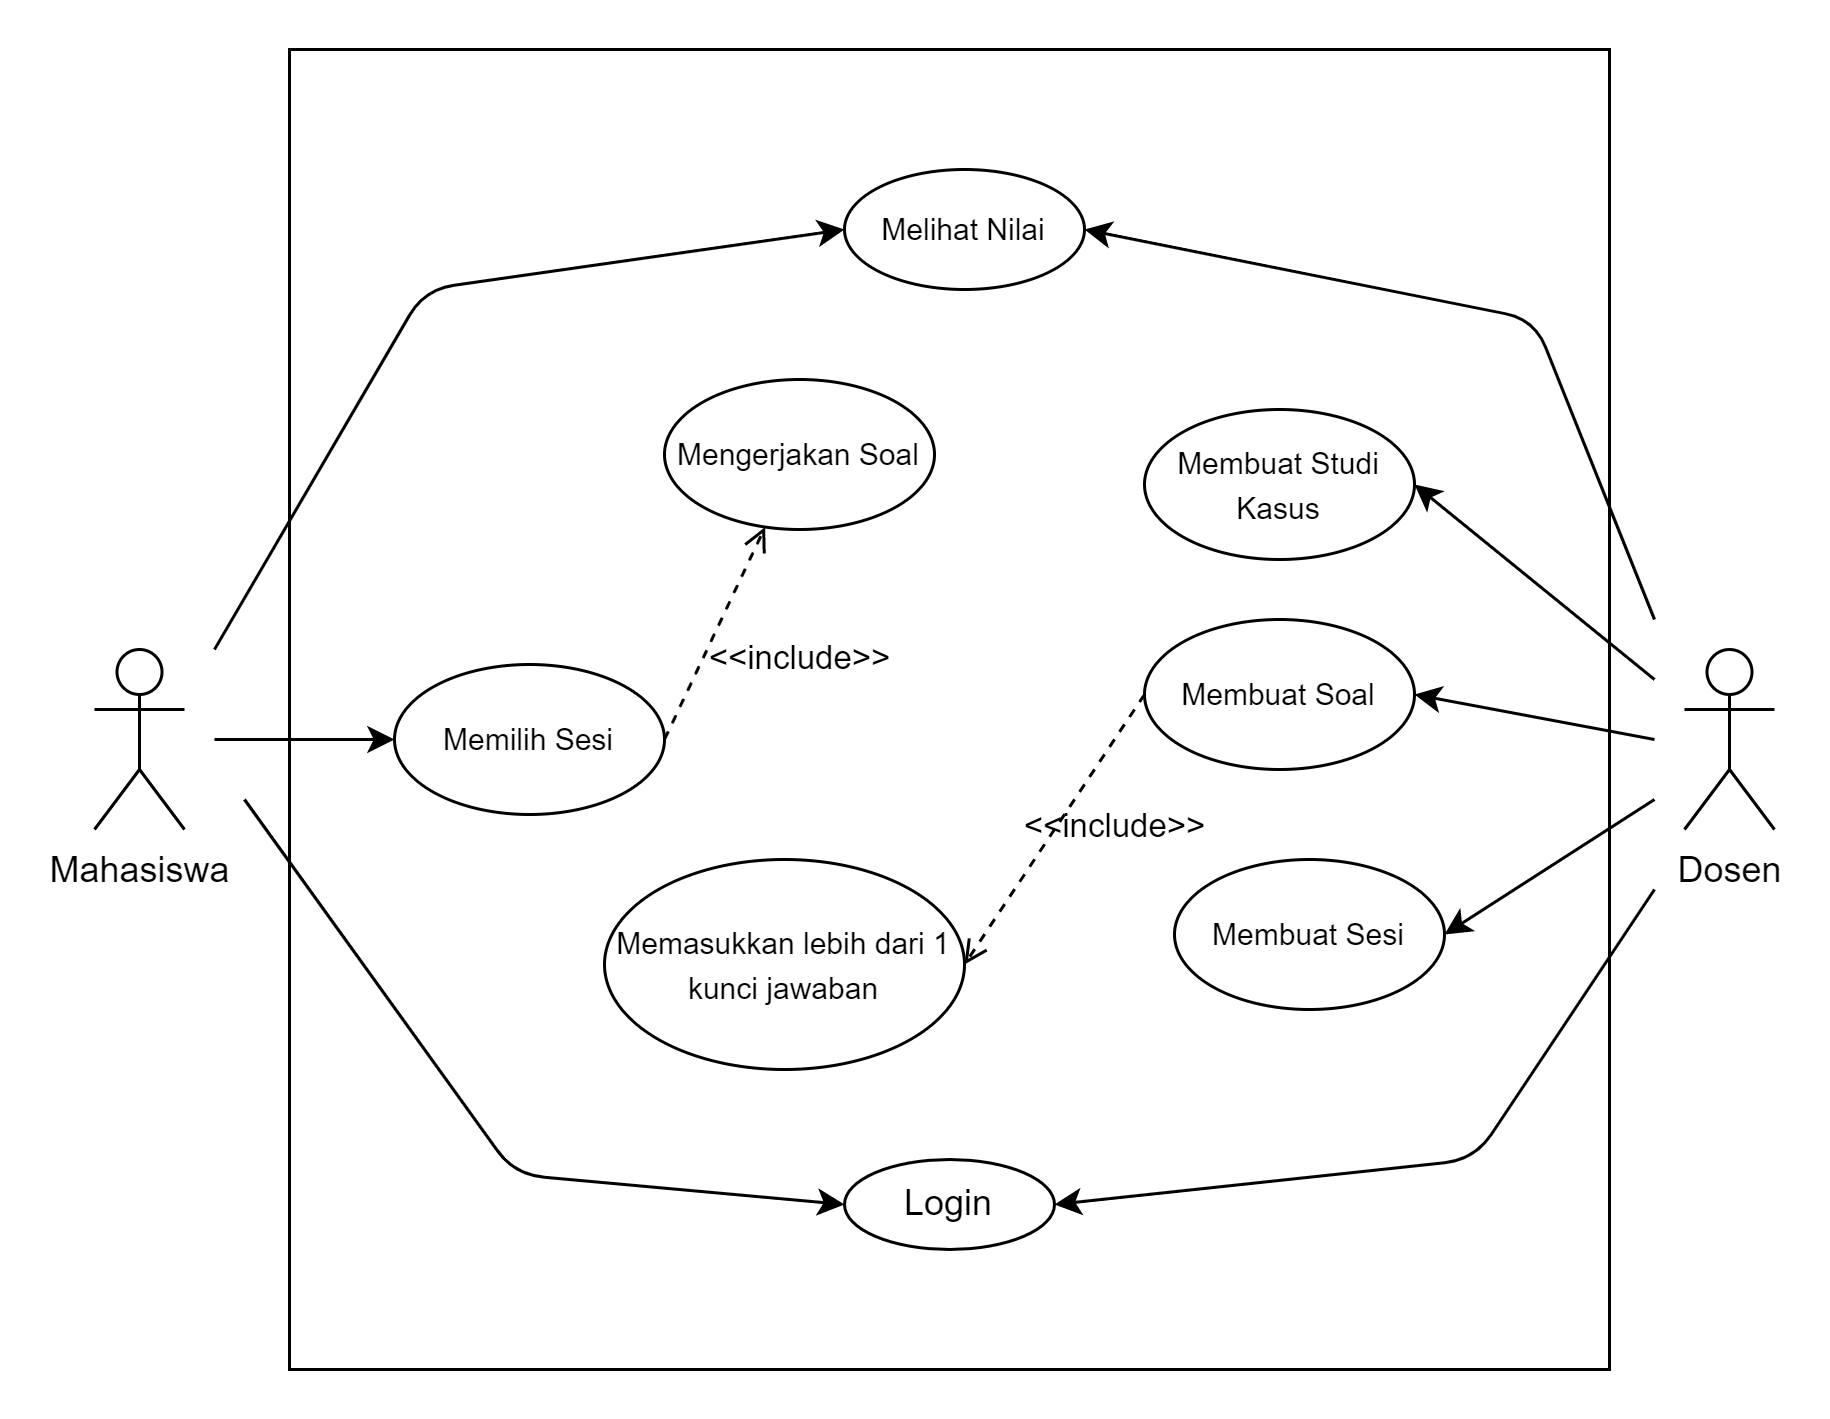 Melihat Nilai
Mengerjakan Soal
Membuat Studi
Kasus
<<include>>
Membuat Soal
Memilih Sesi
<<include>>
Mahasiswa
Dosen
Memasukkan lebih dari 1
kunci jawaban
Membuat Sesi
Login